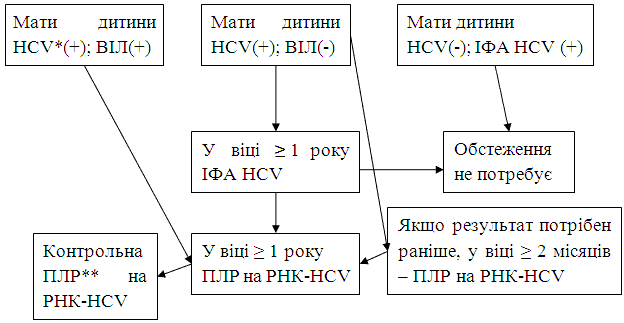 Мати дитини
HCV*(+); ВІЛ(+)
Мати дитини
HCV(+); ВІЛ(-)
Мати дитини
HCV(-); ІФА HCV (+)
У віці ≥ 1 року
ІФА HCV
Обстеження
не потребує
Контрольна
ПЛР** на
РНК-HCV
У віці ≥ 1 року
ПЛР на РНК-HCV
Якщо результат потрібен
раніше, у віці ≥ 2 місяців
– ПЛР на РНК-HCV